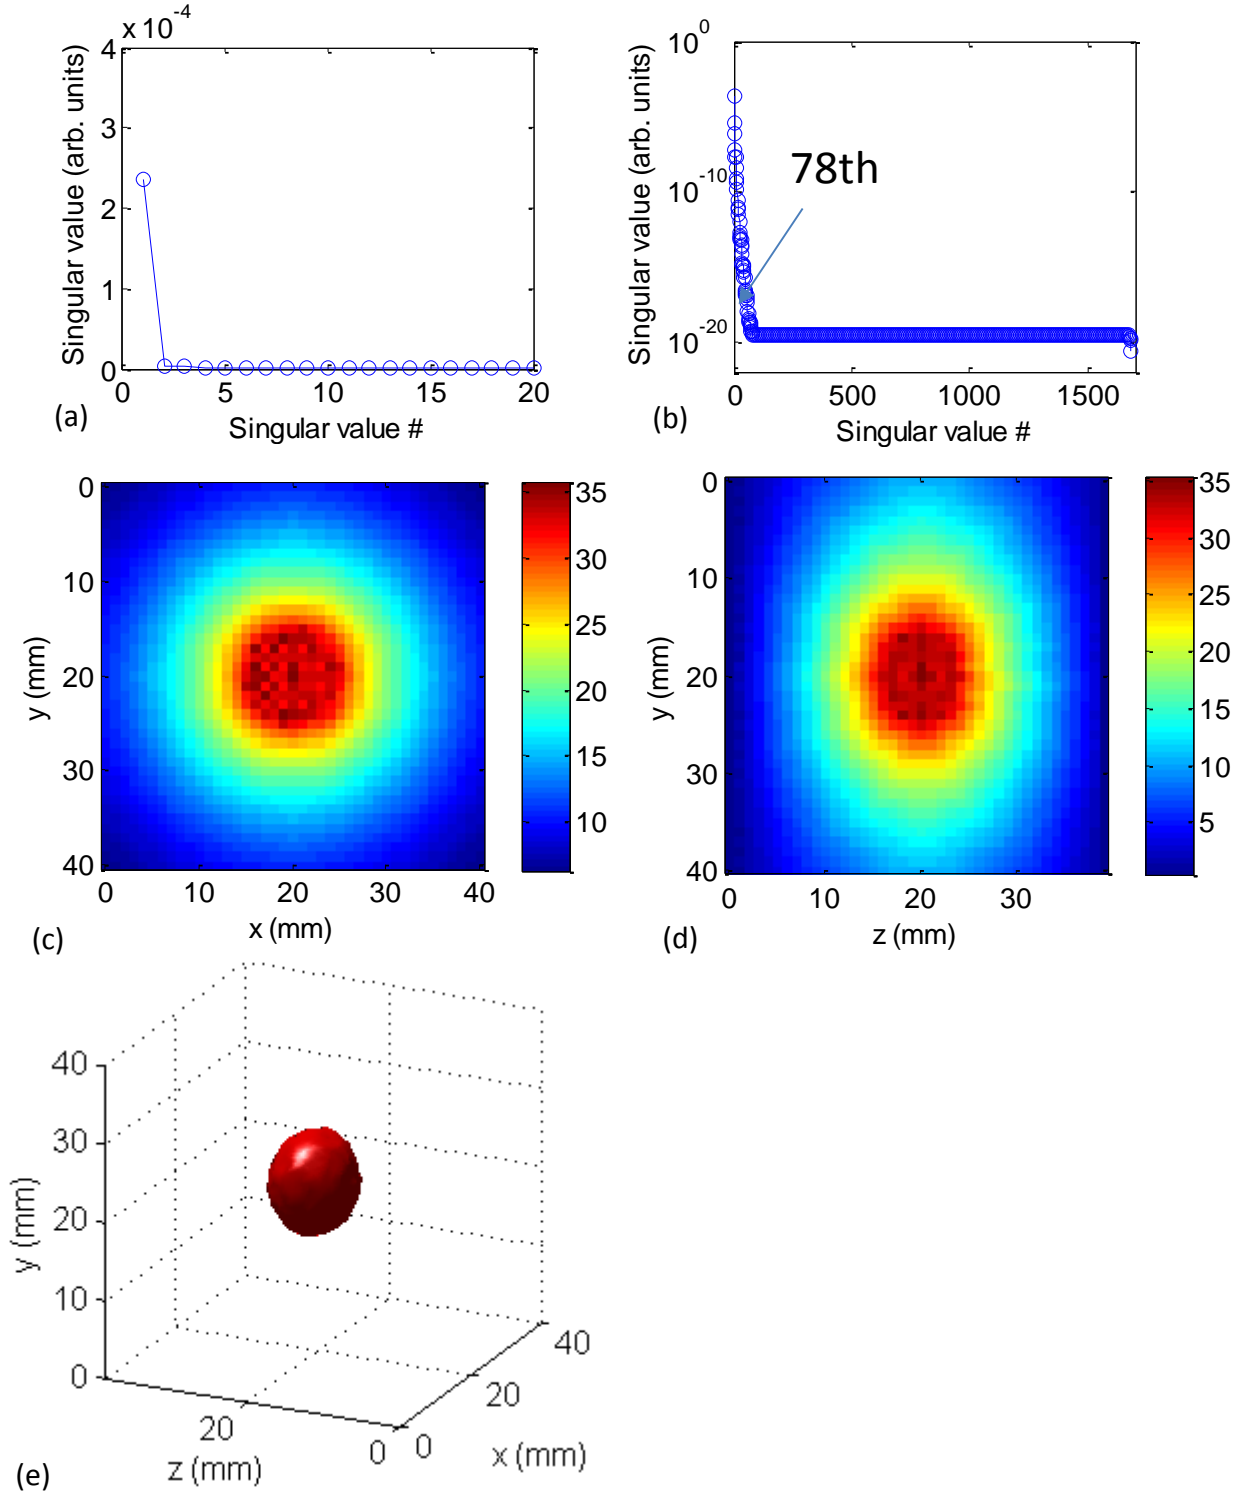 x 10^-4
4
3
2
1
0
0 5 10 15 20
Singular value (arb. units)
Singular value #
(a)
10^0
10^-10
10^-20
78th
0 500 1000 1500
Singular value (arb. units)
Singular value #
(b)
0
10
20
30
40
0 10 20 30 40
y (mm)
x (mm)
35
30
25
20
15
10
(c)
0
10
20
30
40
0 10 20 30
y (mm)
z (mm)
35
30
25
20
15
10
5
(d)
40
30
20
10
0
y (mm)
20
0
z (mm)
0
20
40
x (mm)
(e)